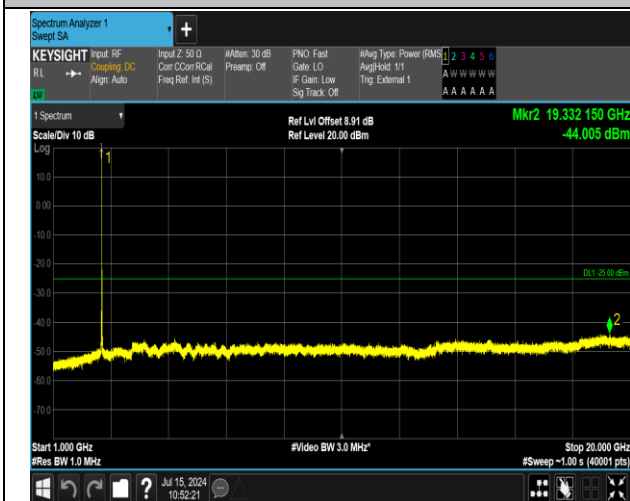 Spectrum Analyzer 1
Swept SA
+
KEYSIGHT Input: RF Input Z: 50 Ω #Atten: 30 dB PNO: Fast #Avg Type: Power (RMS 1 2 3 4 5 6
RL Coupling: DC Corr CCorr RCal Preamp: Off Gate: LO Avg|Hold: 1/1 A W W W W W
Align: Auto Freq Ref: Int (S) IF Gain: Low Trig: External 1
Sig Track: Off A A A A A A
1 Spectrum Ref Lvl Offset 8.91 dB Mkr2 19.332 150 GHz
Scale/Div 10 dB Ref Level 20.00 dBm -44.005 dBm
Log
1
10.0
0.00
-10.0
-20.0
DL1 -25.00 dBm
-30.0
-40.0
2
-50.0
-60.0
-70.0
Start 1.000 GHz #Video BW 3.0 MHz* Stop 20.000 GHz
#Res BW 1.0 MHz #Sweep ~1.00 s (40001 pts)
? Jul 15, 2024
10:52:21